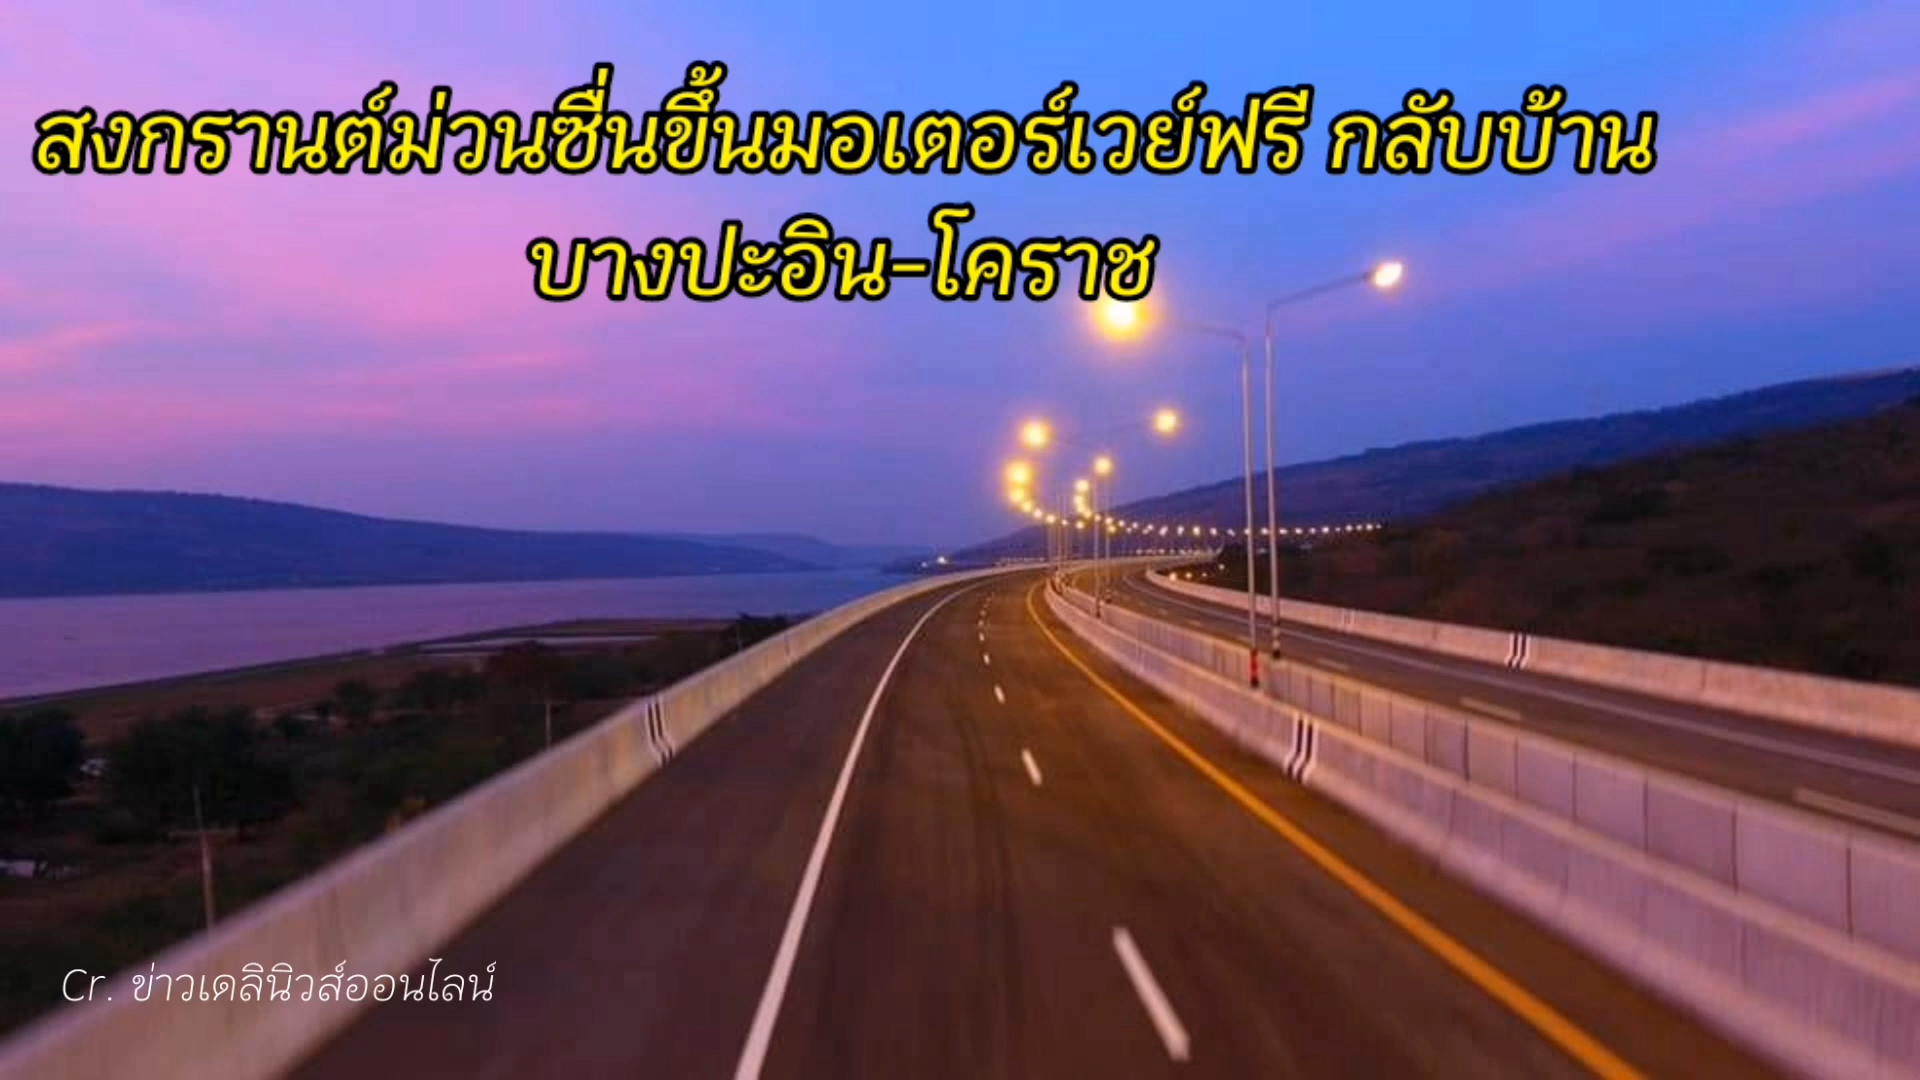 สงกรานต์ม่วนซื่นขึ้นมอเตอร์เวย์ฟรี กลับบ้าน
บางปะอิน-โคราช
Cr. ข่าวเดลินิวส์ออนไลน์